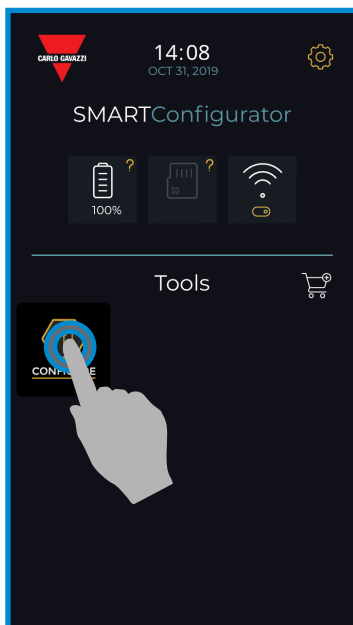 CARLO GAVAZZI
14:08
OCT 31, 2019
SMARTConfigurator
?
?
SD
100%
Tools